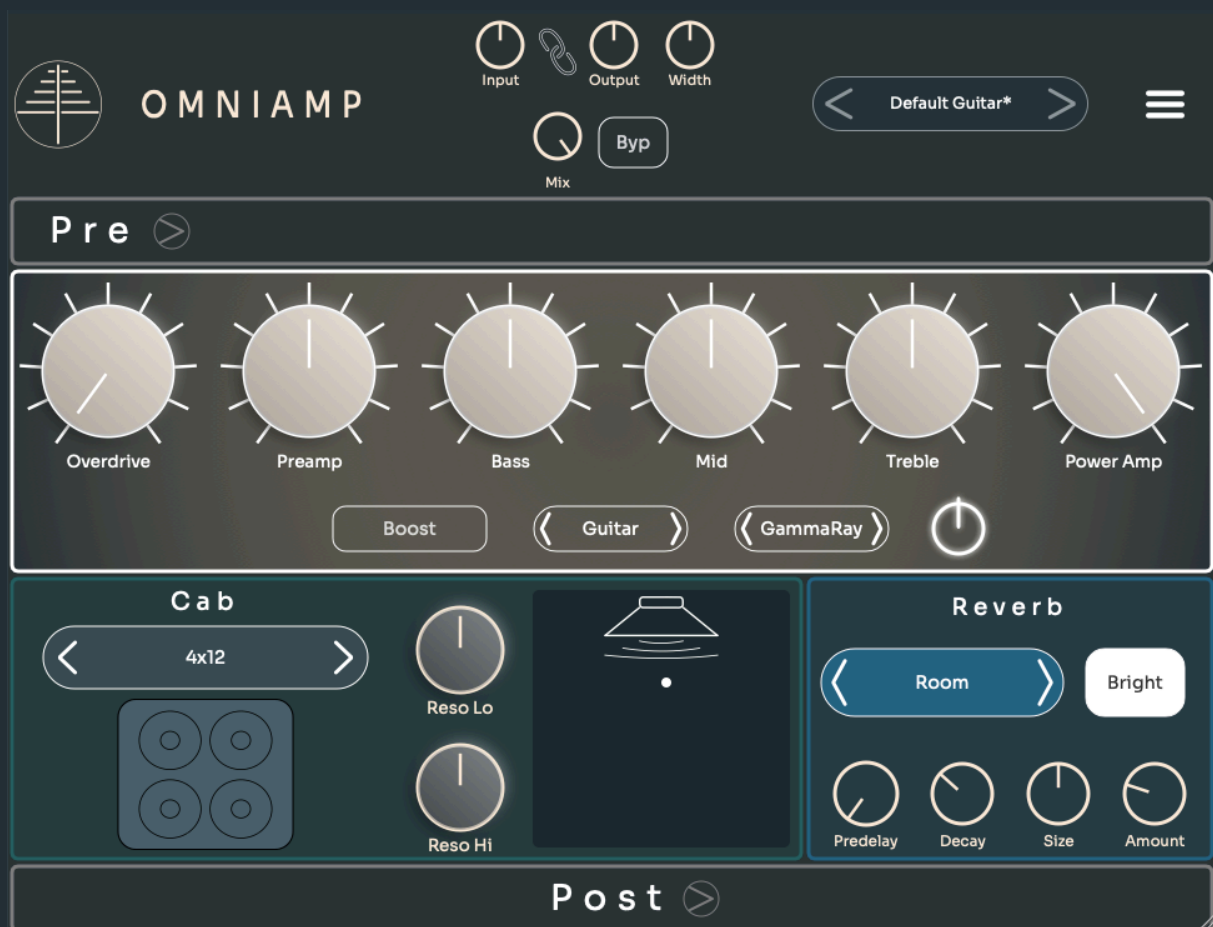 Input
Output
Width
OMNIAMP
Default Guitar*
Byp
Mix
Pre
Overdrive
Preamp
Bass
Mid
Treble
Power Amp
Boost
Guitar
GammaRay
Cab
4x12
Reso Lo
Reso Hi
Reverb
Room
Bright
Predelay
Decay
Size
Amount
Post